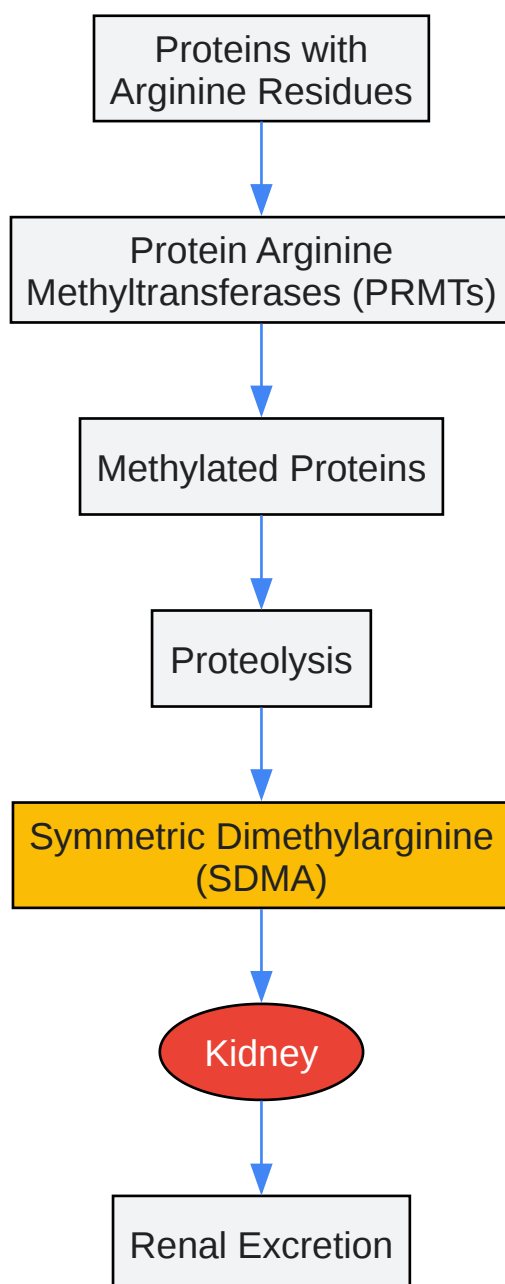 Proteins with
Arginine Residues
Protein Arginine
Methyltransferases (PRMTs)
Methylated Proteins
Proteolysis
Symmetric Dimethylarginine
(SDMA)
Kidney
Renal Excretion